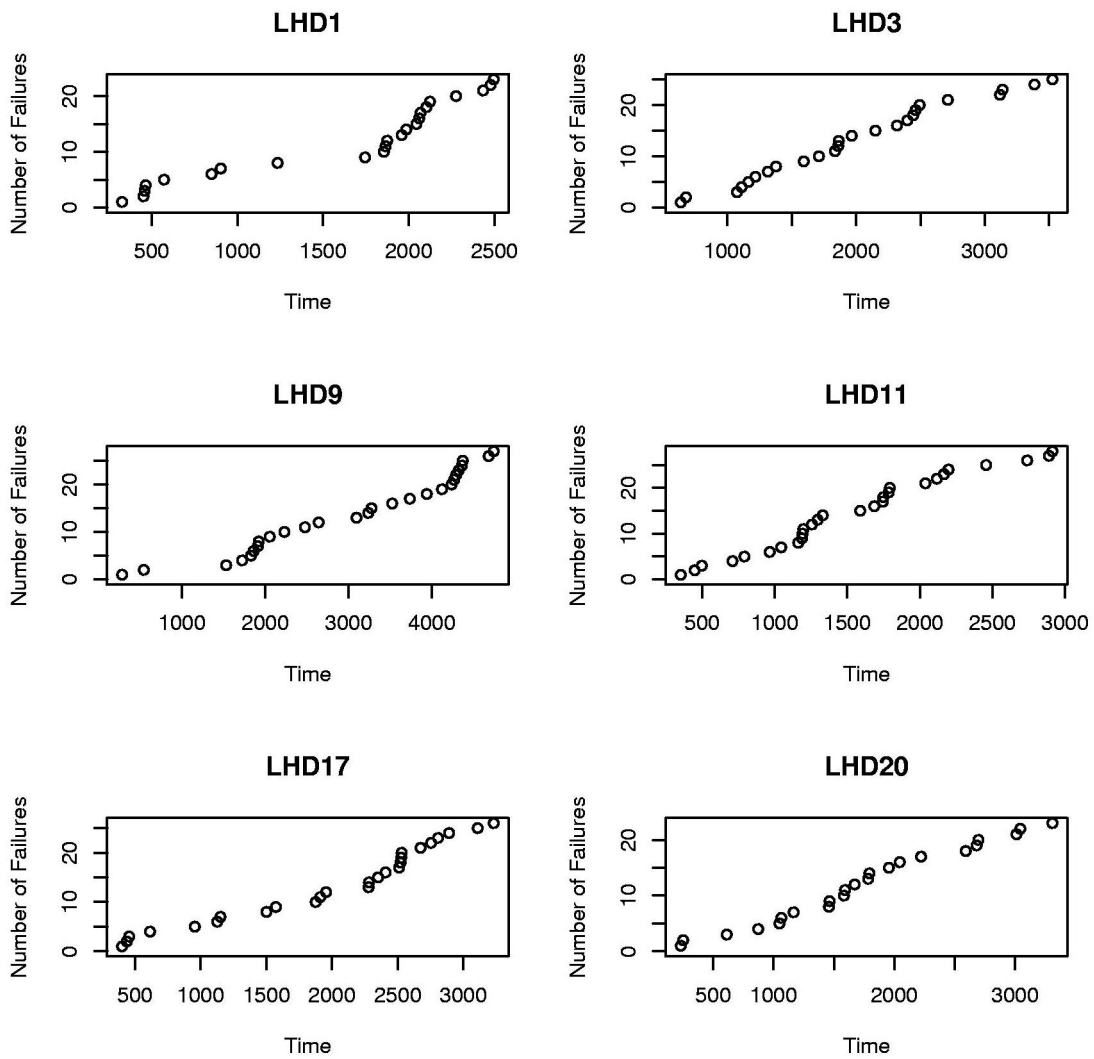 LHD1
Number of Failures
0 10 20
500 1000 1500 2000 2500
Time
LHD3
Number of Failures
0 10 20
1000 2000 3000
Time
LHD9
Number of Failures
0 10 20
1000 2000 3000 4000
Time
LHD11
Number of Failures
0 10 20
500 1000 1500 2000 2500 3000
Time
LHD17
Number of Failures
0 10 20
500 1000 1500 2000 2500 3000
Time
LHD20
Number of Failures
0 10 20
500 1000 2000 3000
Time